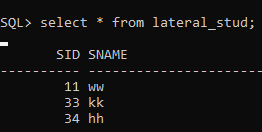 SQL> select * from lateral_stud;
SID SNAME
---------- --------------------
11 ww
33 kk
34 hh